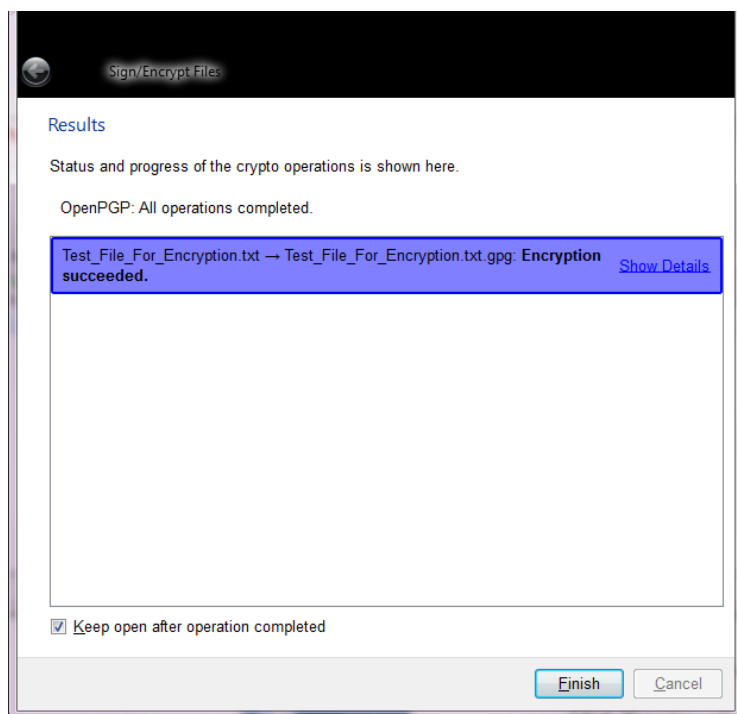 Sign/Encrypt Files
Results
Status and progress of the crypto operations is shown here.
OpenPGP: All operations completed.
Test_File_For_Encryption.txt → Test_File_For_Encryption.txt.gpg: Encryption
succeeded.
Show Details
Keep open after operation completed
Finish
Cancel